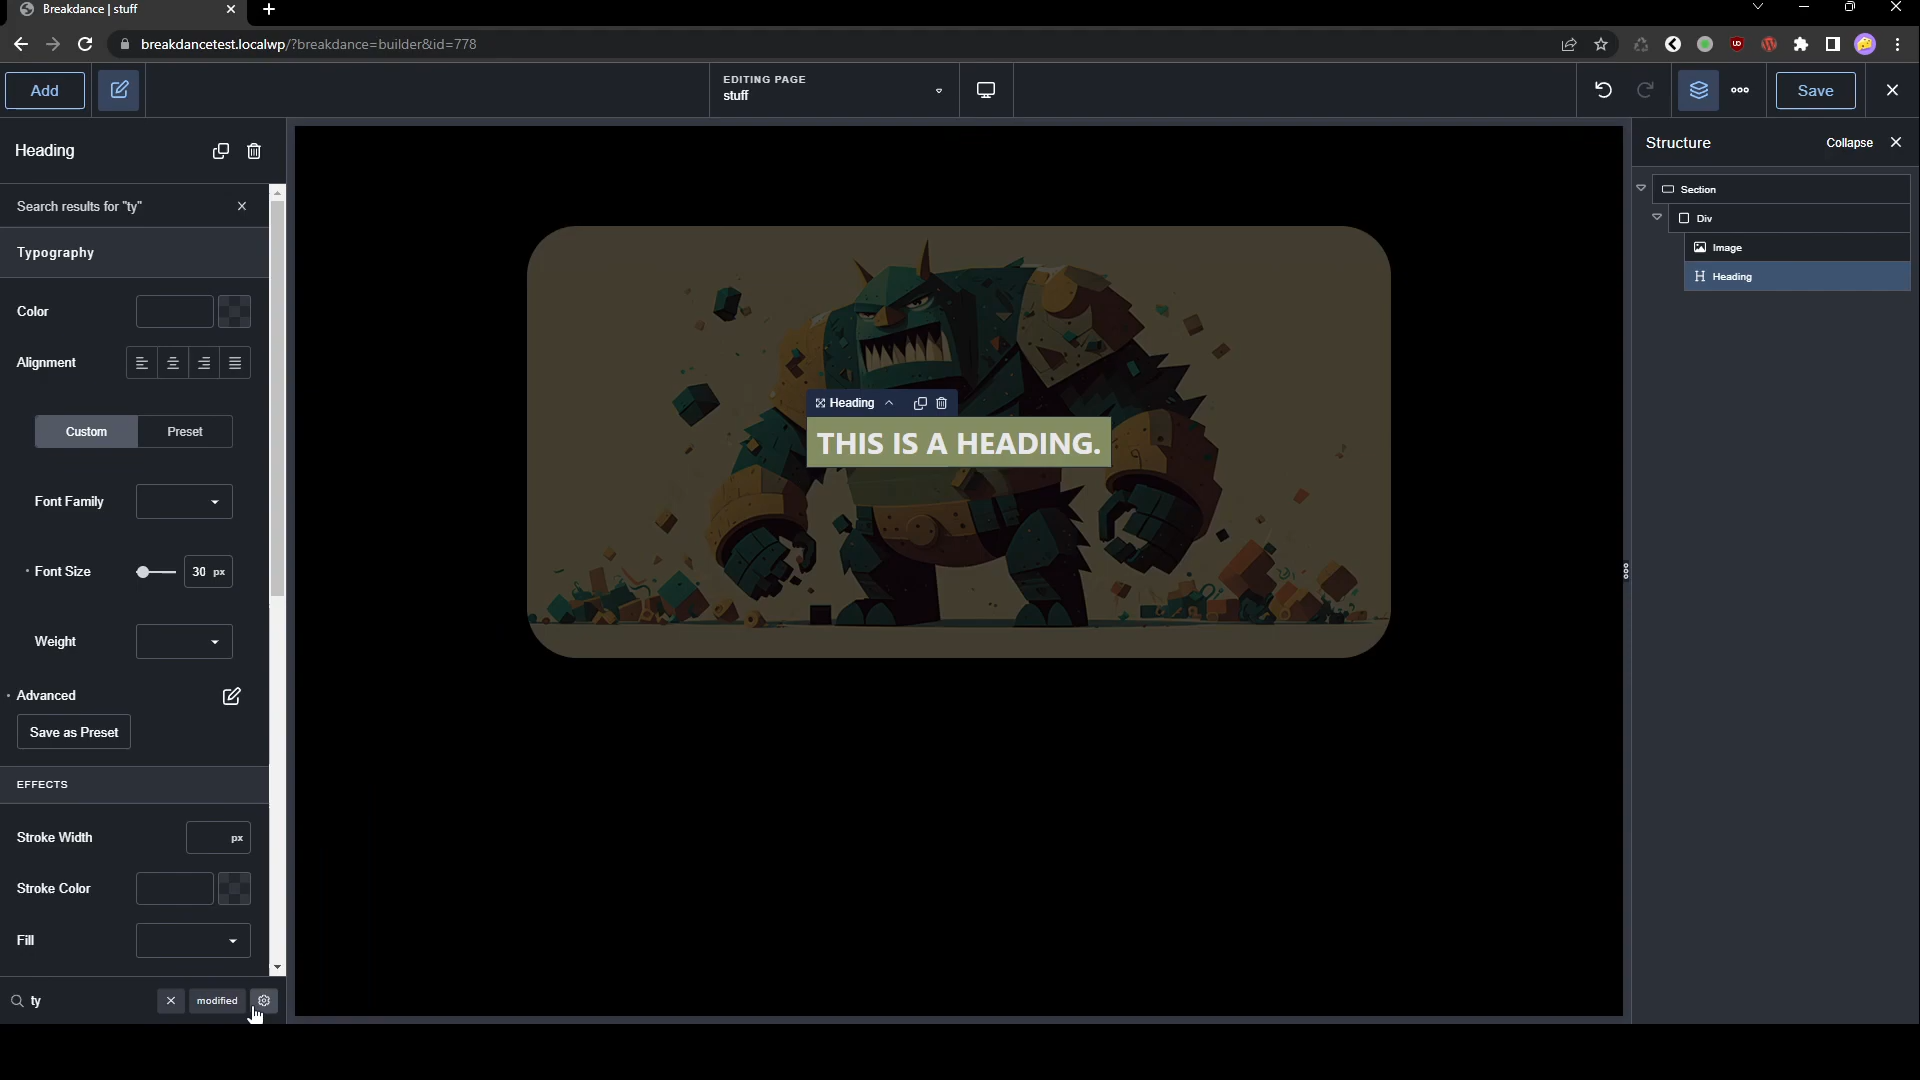 Breakdance | stuff
breakdancetest.localwp/?breakdance=builder&id=778
Add
EDITING PAGE
stuff
Save
Heading
Search results for "ty"
Typography
Color
Alignment
Custom
Preset
Font Family
Font Size
30 px
Weight
Advanced
Save as Preset
EFFECTS
Stroke Width
px
Stroke Color
Fill
ty
modified
Heading
THIS IS A HEADING.
Structure
Collapse
Section
Div
Image
Heading